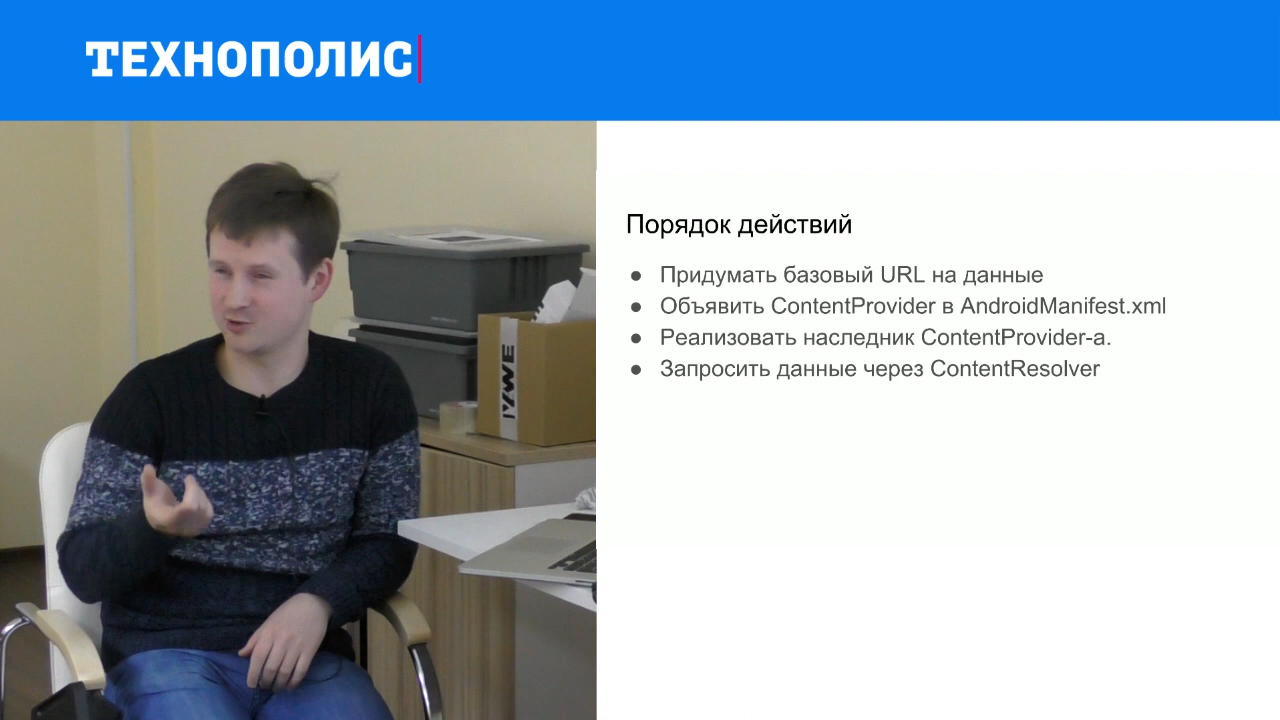 ТЕХНОПОЛИС
Порядок действий
● Придумать базовый URL на данные
● Объявить ContentProvider в AndroidManifest.xml
● Реализовать наследник ContentProvider-а.
● Запросить данные через ContentResolver